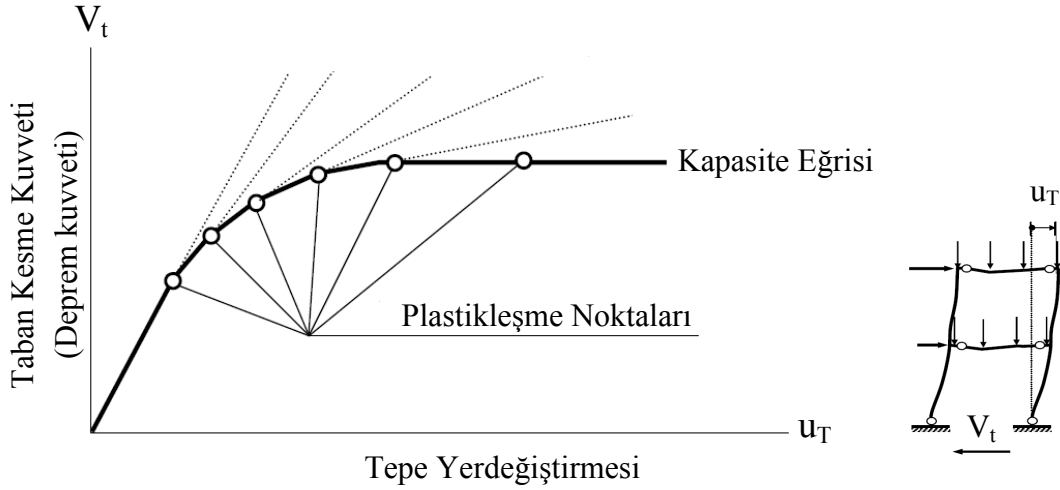 V_t
Taban Kesme Kuvveti
(Deprem kuvveti)
Kapasite Eğrisi
u_T
Plastikleşme Noktaları
u_T
V_t
Tepe Yerdeğiştirmesi